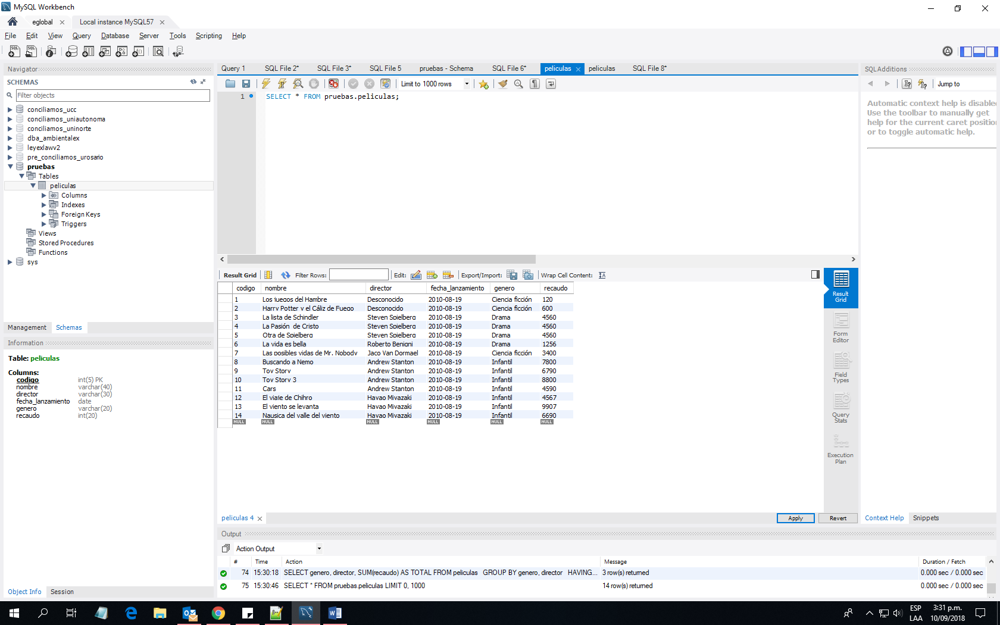 MySQL Workbench
eglobal
Local instance MySQL57
File Edit View Query Database Server Tools Scripting Help
Navigator
SCHEMAS
Filter objects
conciliamos_ucc
conciliamos_uniautonoma
conciliamos_uninorte
dba_ambientalex
leyexlawv2
pre_conciliamos_urosario
pruebas
Tables
peliculas
Columns
Indexes
Foreign Keys
Triggers
Views
Stored Procedures
Functions
sys
Management Schemas
Information
Table: peliculas
Columns:
codigo int(5) PK
nombre varchar(40)
director varchar(30)
fecha_lanzamiento date
genero varchar(20)
recaudo int(20)
Object Info Session
Query 1 SQL File 2* SQL File 3* SQL File 5 pruebas - Schema SQL File 6* peliculas peliculas SQL File 8*
Limit to 1000 rows
1 SELECT * FROM pruebas.peliculas;
Result Grid Filter Rows: Edit: Export/Import: Wrap Cell Content:
codigo nombre director fecha_lanzamiento genero recaudo
1 Los juegos del Hambre Desconocido 2010-08-19 Ciencia ficción 120
2 Harry Potter y el Cáliz de Fuego Desconocido 2010-08-19 Ciencia ficción 600
3 La lista de Schindler Steven Spielberg 2010-08-19 Drama 4560
4 La Pasión de Cristo Steven Spielberg 2010-08-19 Drama 4560
5 Otra de Spielberg Steven Spielberg 2010-08-19 Drama 4560
6 La vida es bella Roberto Benigni 2010-08-19 Drama 1256
7 Las posibles vidas de Mr. Nobody Jaco Van Dormael 2010-08-19 Ciencia ficción 3400
8 Buscando a Nemo Andrew Stanton 2010-08-19 Infantil 7800
9 Toy Story Andrew Stanton 2010-08-19 Infantil 6790
10 Toy Story 3 Andrew Stanton 2010-08-19 Infantil 8800
11 Cars Andrew Stanton 2010-08-19 Infantil 4590
12 El viaje de Chihro Hayao Miyazaki 2010-08-19 Infantil 4567
13 El viento se levanta Hayao Miyazaki 2010-08-19 Infantil 9907
14 Nausica del valle del viento Hayao Miyazaki 2010-08-19 Infantil 6690
NULL NULL NULL NULL NULL NULL
Result
Grid
Form
Editor
Field
Types
Query
Stats
Execution
Plan
peliculas 4
Apply Revert
SQLAdditions
Jump to
Automatic context help is disabled
Use the toolbar to manually get
help for the current caret position
or to toggle automatic help.
Context Help Snippets
Output
Action Output
# Time Action Message Duration / Fetch
74 15:30:18 SELECT genero, director, SUM(recaudo) AS TOTAL FROM peliculas GROUP BY genero, director HAVING... 3 row(s) returned 0.000 sec / 0.000 sec
75 15:30:46 SELECT * FROM pruebas.peliculas LIMIT 0, 1000 14 row(s) returned 0.000 sec / 0.000 sec
ESP
LAA
3:31 p.m.
10/09/2018